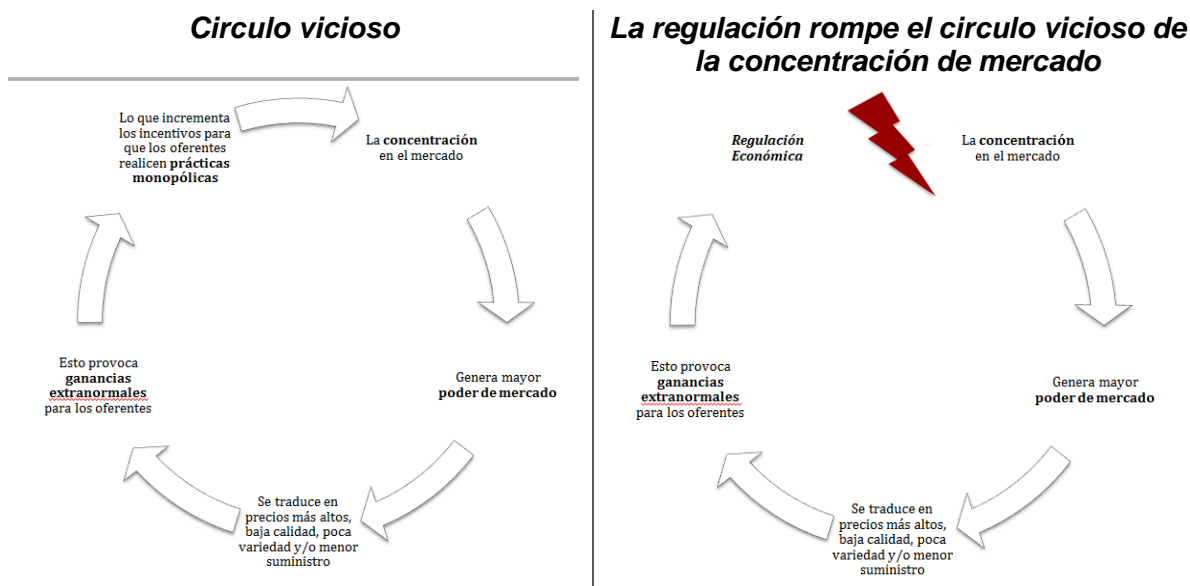 Circulo vicioso
Lo que incrementa
los incentivos para
que los oferentes
realicen prácticas
monopólicas
La concentración
en el mercado
Genera mayor
poder de mercado
Se traduce en
precios más altos,
baja calidad, poca
variedad y/o menor
suministro
Esto provoca
ganancias
extranormales
para los oferentes
La regulación rompe el circulo vicioso de
la concentración de mercado
Regulación
Económica
La concentración
en el mercado
Genera mayor
poder de mercado
Se traduce en
precios más altos,
baja calidad, poca
variedad y/o menor
suministro
Esto provoca
ganancias
extranormales
para los oferentes